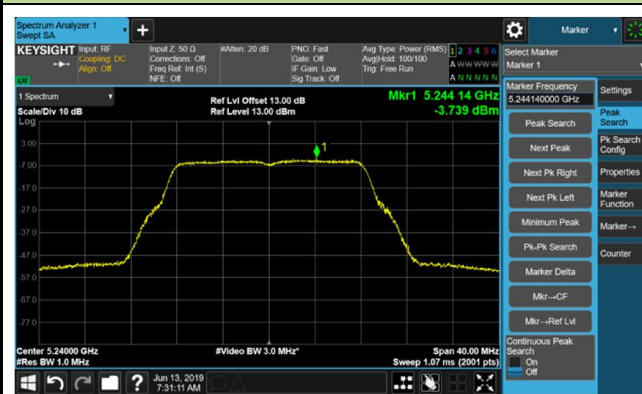 Spectrum Analyzer 1
Swept SA
+
Marker
KEYSIGHT
Input: RF
Coupling: DC
Align: Off
Input Z: 50 Ω
Corrections: Off
Freq Ref: Int (S)
NFE: Off
#Atten: 20 dB
PNO: Fast
Gate: Off
IF Gain: Low
Sig Track: Off
Avg Type: Power (RMS)
Avg|Hold: 100/100
Trig: Free Run
1 2 3 4 5 6
A W W W W W
A N N N N N
LXI
Select Marker
Marker 1
1 Spectrum
Scale/Div 10 dB
Log
Ref Lvl Offset 13.00 dB
Ref Level 13.00 dBm
Mkr1 5.244 14 GHz
-3.739 dBm
1
3.00
-7.00
-17.0
-27.0
-37.0
-47.0
-57.0
-67.0
-77.0
Center 5.24000 GHz
#Res BW 1.0 MHz
#Video BW 3.0 MHz*
Span 40.00 MHz
Sweep 1.07 ms (2001 pts)
Marker Frequency
5.244140000 GHz
Peak Search
Next Peak
Next Pk Right
Next Pk Left
Minimum Peak
Pk-Pk Search
Marker Delta
Mkr→CF
Mkr→Ref Lvl
Continuous Peak
Search
On
Off
Settings
Peak
Search
Pk Search
Config
Properties
Marker
Function
Marker→
Counter
?
Jun 13, 2019
7:31:11 AM